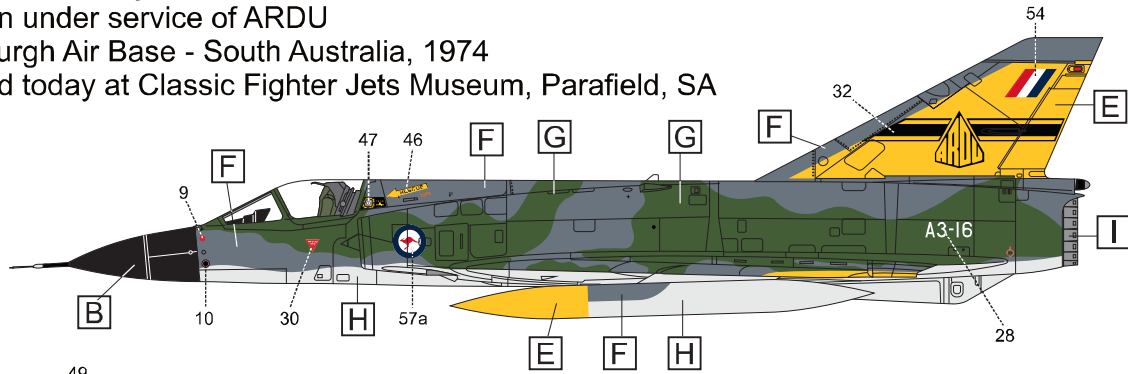 n under service of ARDU
urgh Air Base - South Australia, 1974
d today at Classic Fighter Jets Museum, Parafield, SA
54
32
E
F
47
46
F
G
G
F
9
ARDU
A3-16
I
B
10
30
H
57a
E
F
H
28
49